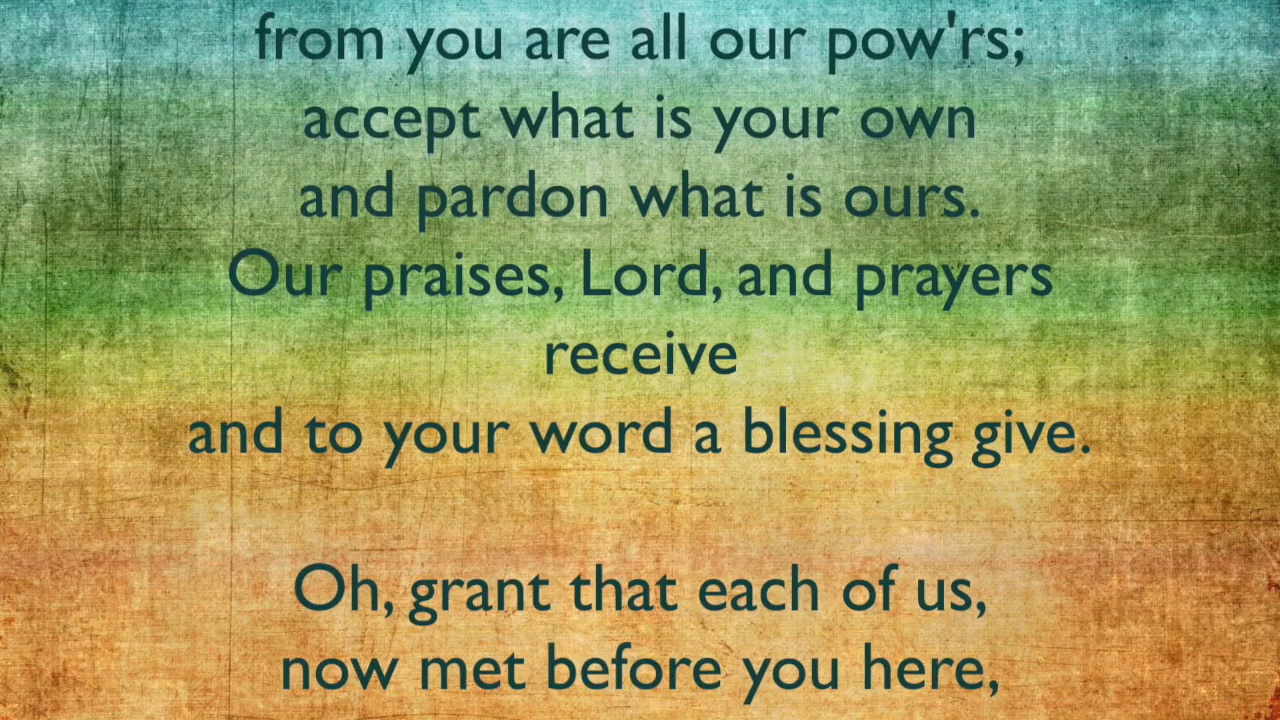 from you are all our pow'rs;
accept what is your own
and pardon what is ours.
Our praises, Lord, and prayers
receive
and to your word a blessing give.
Oh, grant that each of us,
now met before you here,